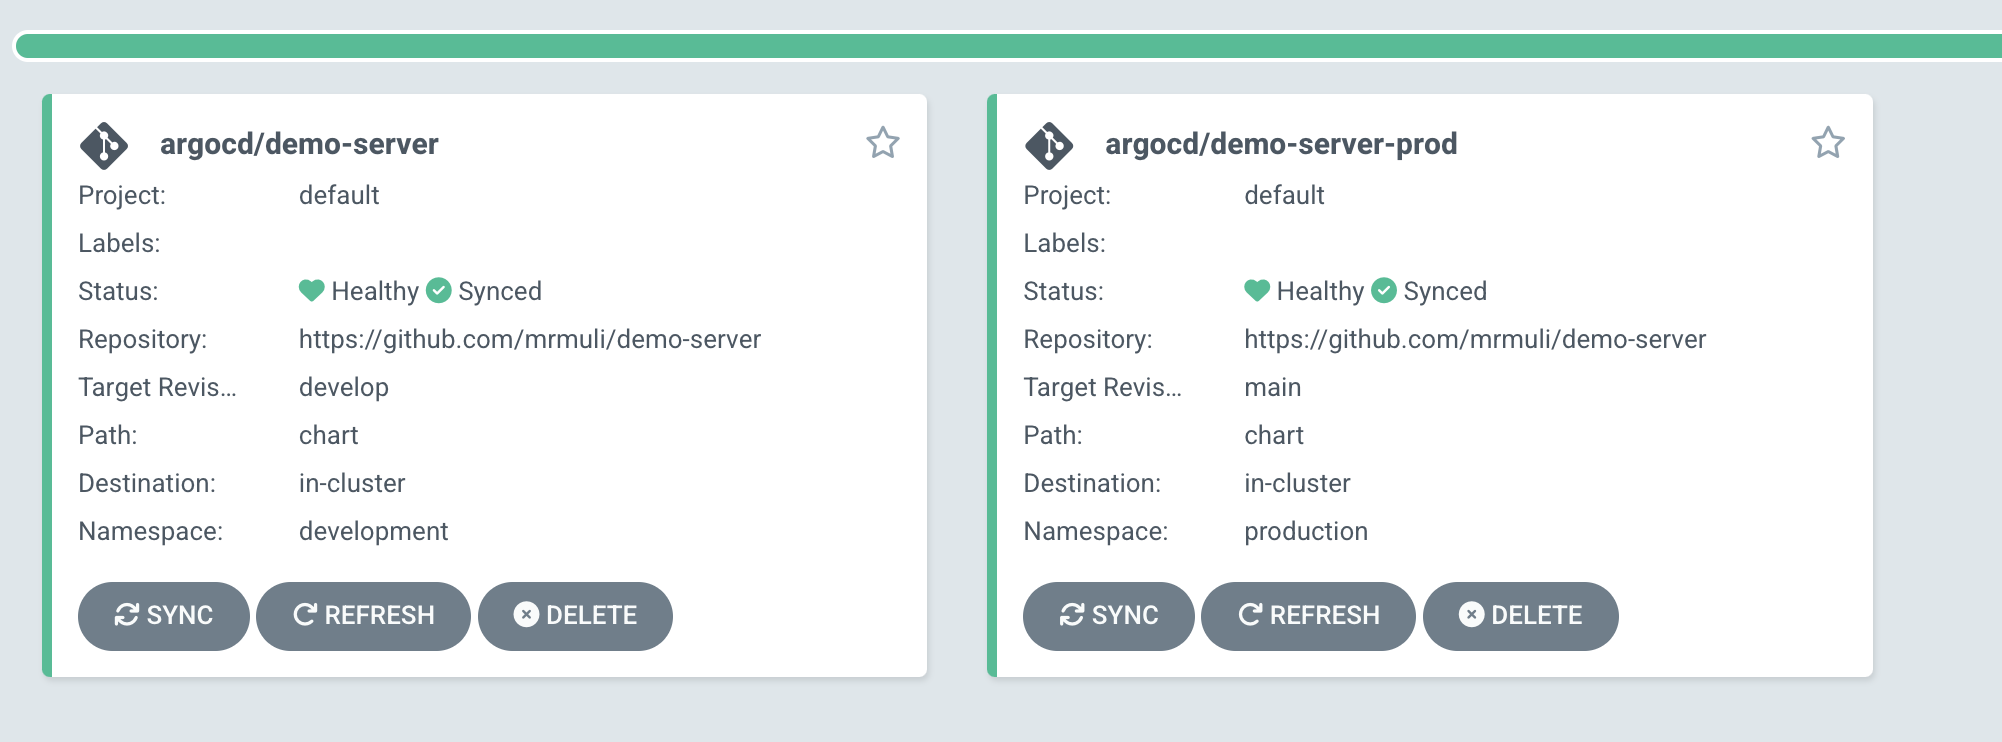 argocd/demo-server
Project: default
Labels:
Status: Healthy Synced
Repository: https://github.com/mrmuli/demo-server
Target Revis... develop
Path: chart
Destination: in-cluster
Namespace: development
SYNC REFRESH DELETE
argocd/demo-server-prod
Project: default
Labels:
Status: Healthy Synced
Repository: https://github.com/mrmuli/demo-server
Target Revis... main
Path: chart
Destination: in-cluster
Namespace: production
SYNC REFRESH DELETE